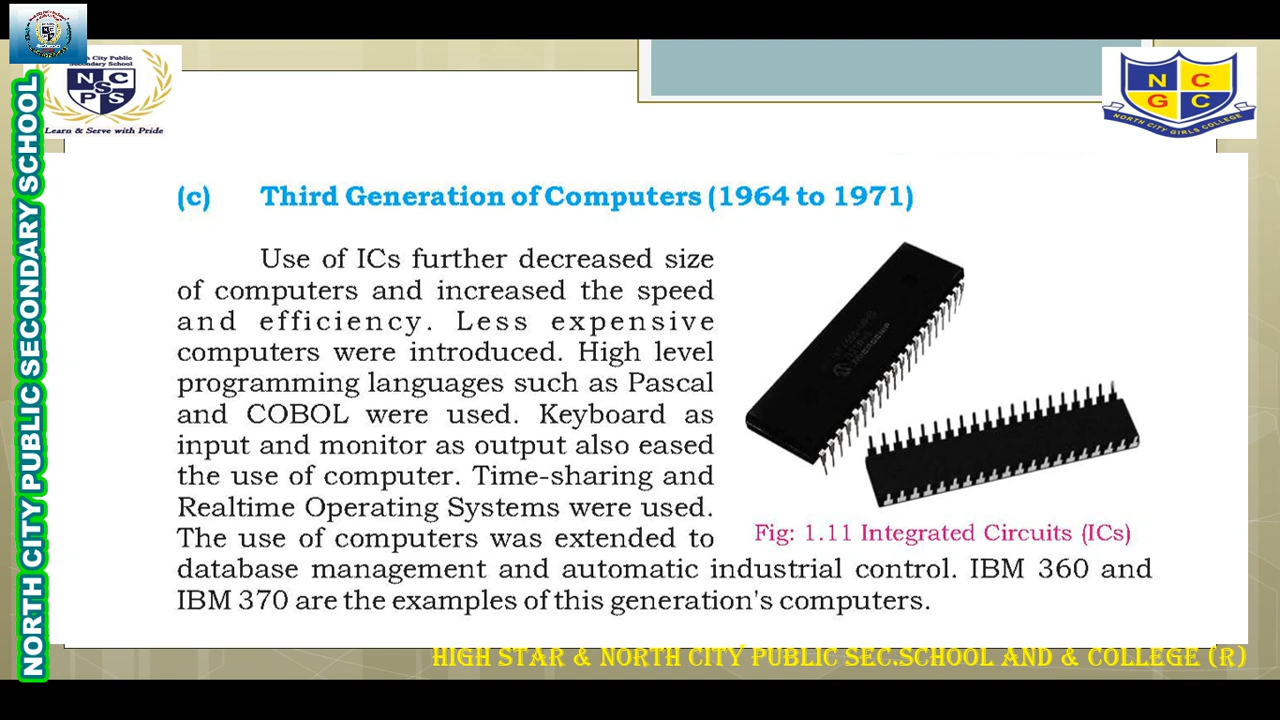 North City Public
Secondary School
N S C
P S
Learn & Serve with Pride
NORTH CITY PUBLIC SECONDARY SCHOOL
N C
G C
NORTH CITY GIRLS COLLEGE
(c) Third Generation of Computers (1964 to 1971)
Use of ICs further decreased size
of computers and increased the speed
and efficiency. Less expensive
computers were introduced. High level
programming languages such as Pascal
and COBOL were used. Keyboard as
input and monitor as output also eased
the use of computer. Time-sharing and
Realtime Operating Systems were used.
The use of computers was extended to
database management and automatic industrial control. IBM 360 and
IBM 370 are the examples of this generation's computers.
Fig: 1.11 Integrated Circuits (ICs)
HIGH STAR & NORTH CITY PUBLIC SEC.SCHOOL AND & COLLEGE (R)